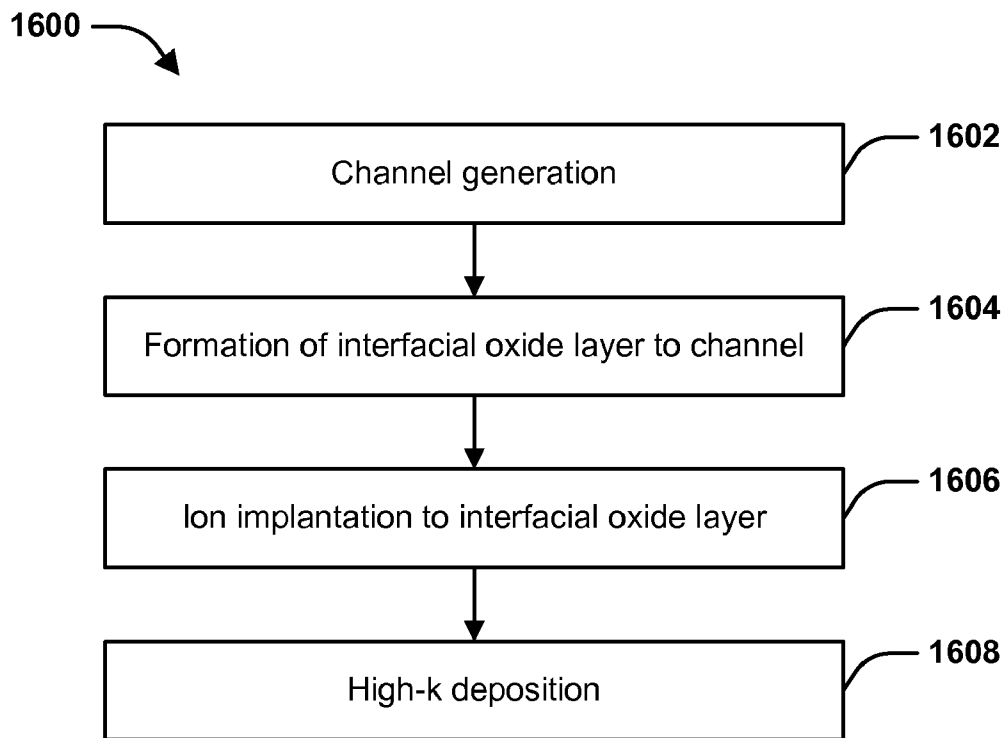 1600
1602
Channel generation
1604
Formation of interfacial oxide layer to channel
1606
Ion implantation to interfacial oxide layer
1608
High-k deposition